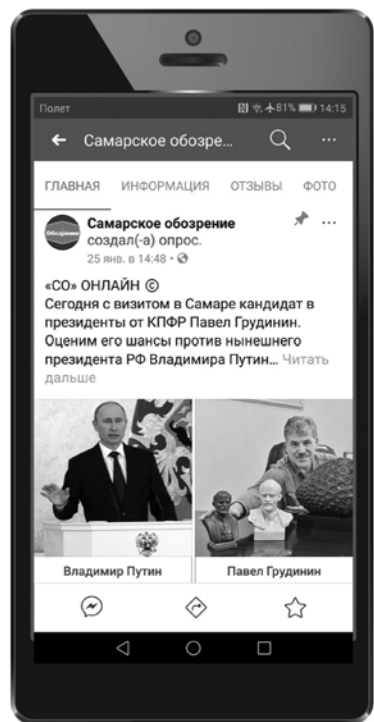 Полет 81% 14:15
Самарское обозре...
ГЛАВНАЯ ИНФОРМАЦИЯ ОТЗЫВЫ ФОТО
Обозрение
Самарское обозрение
создал(-а) опрос.
25 янв. в 14:48 •
«СО» ОНЛАЙН ©
Сегодня с визитом в Самаре кандидат в
президенты от КПФР Павел Грудинин.
Оценим его шансы против нынешнего
президента РФ Владимира Путин... Читать
дальше
Владимир Путин Павел Грудинин